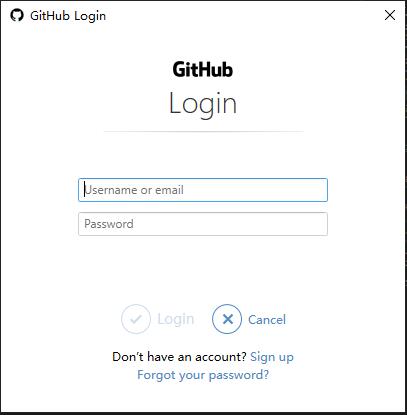 GitHub Login
GitHub
Login
Username or email
Password
Login Cancel
Don't have an account? Sign up
Forgot your password?